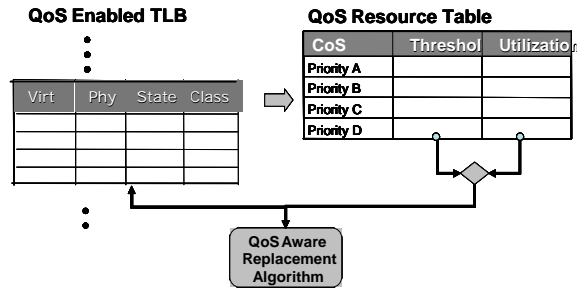 QoS Enabled TLB
QoS Resource Table
CoS Threshol Utilization
Priority A
Priority B
Priority C
Priority D
Virt Phy State Class
QoS Aware
Replacement
Algorithm